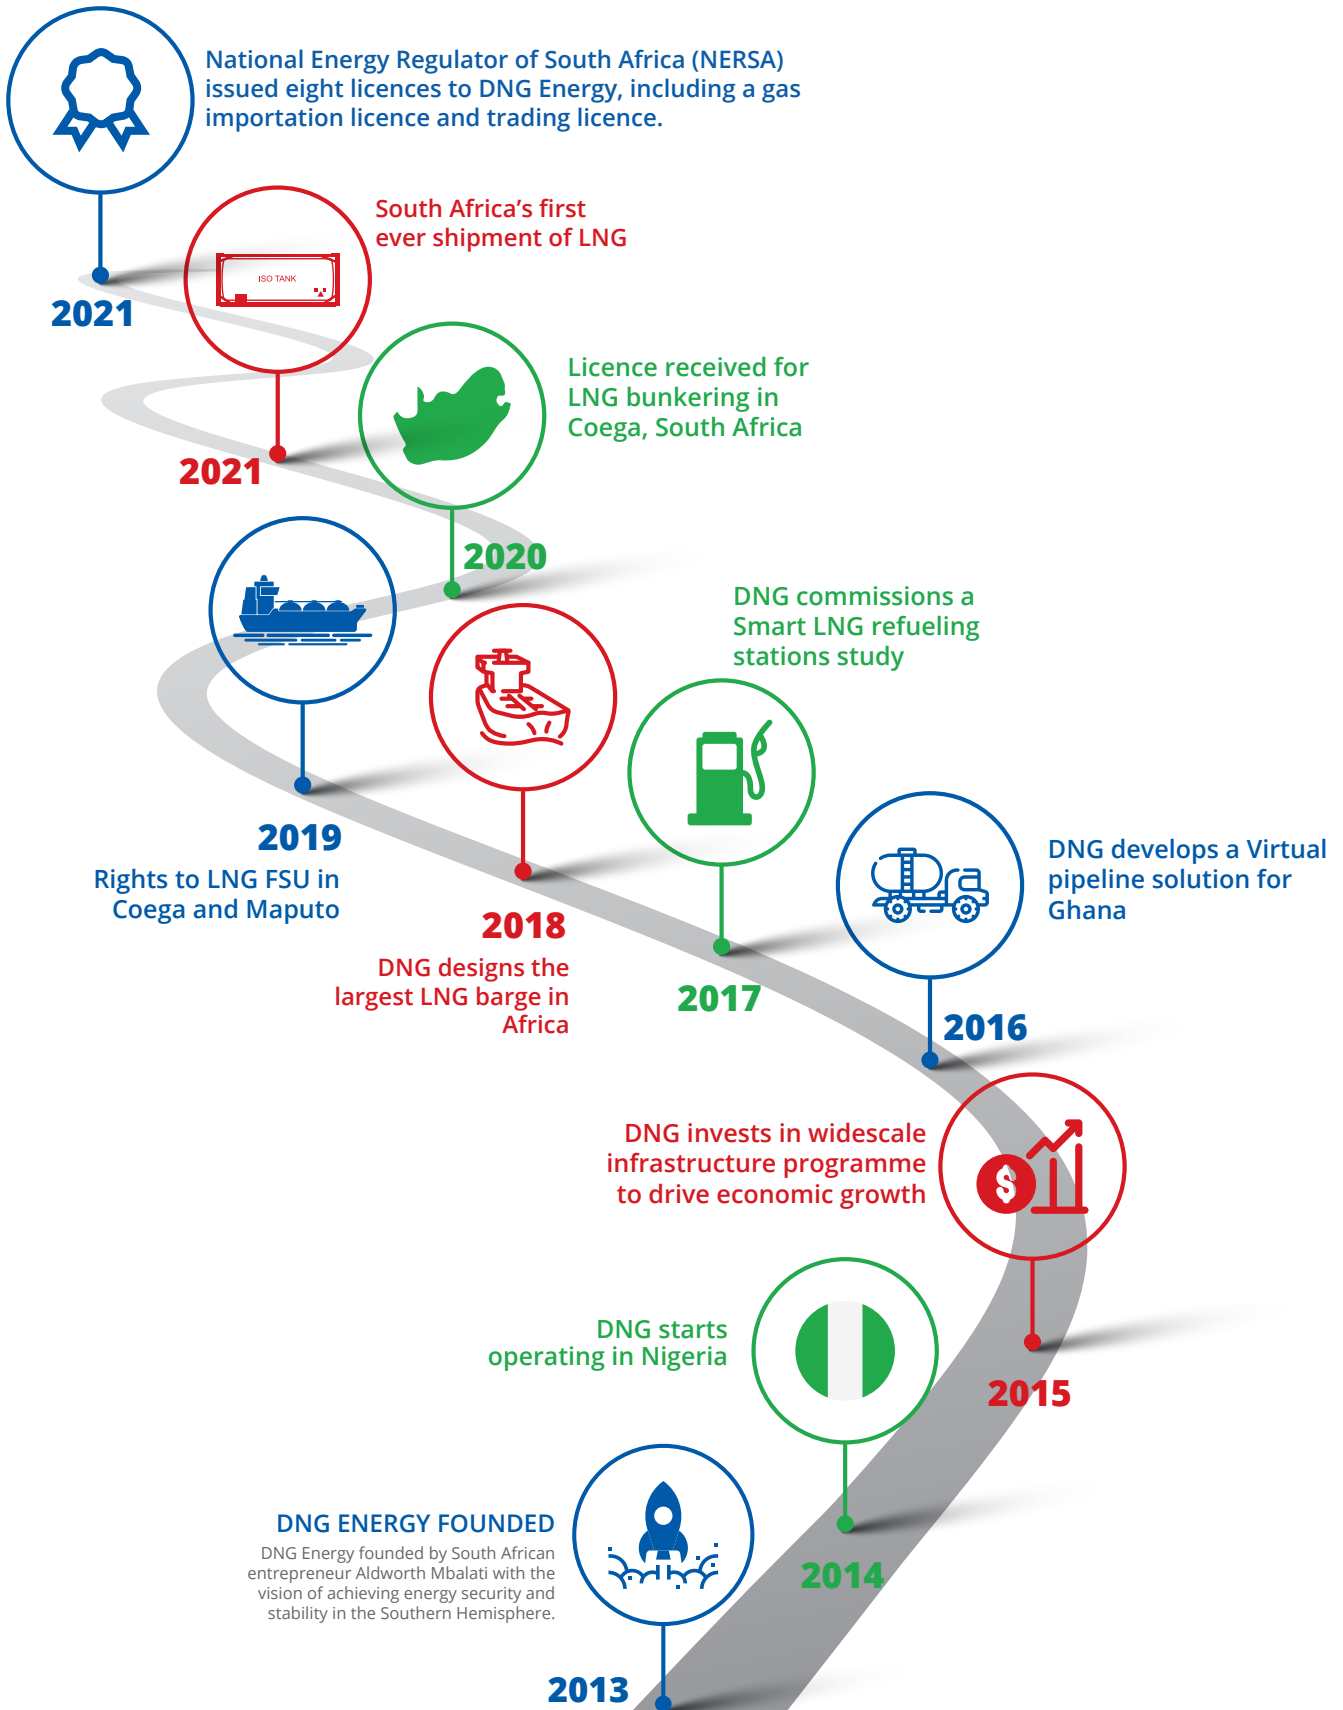 National Energy Regulator of South Africa (NERSA)
issued eight licences to DNG Energy, including a gas
importation licence and trading licence.
2021
South Africa’s first
ever shipment of LNG
ISO TANK
2021
Licence received for
LNG bunkering in
Coega, South Africa
2020
2019
Rights to LNG FSU in
Coega and Maputo
2018
DNG designs the
largest LNG barge in
Africa
DNG commissions a
Smart LNG refueling
stations study
2017
DNG develops a Virtual
pipeline solution for
Ghana
2016
DNG invests in widescale
infrastructure programme
to drive economic growth
$
2015
DNG starts
operating in Nigeria
2014
DNG ENERGY FOUNDED
DNG Energy founded by South African
entrepreneur Aldworth Mbalati with the
vision of achieving energy security and
stability in the Southern Hemisphere.
2013